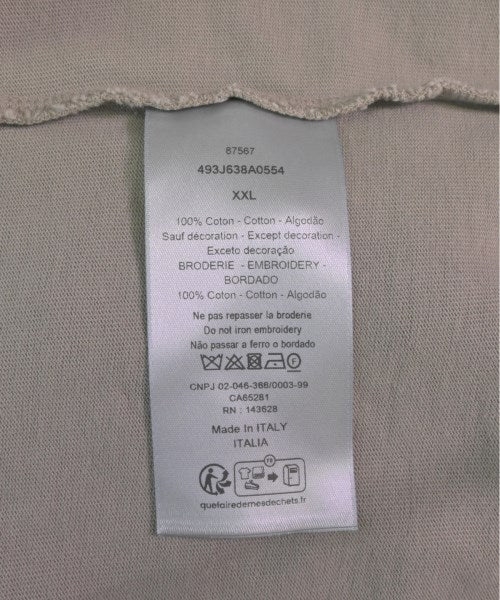 87567
493J638A0554
XXL
100% Coton - Cotton - Algodão
Sauf décoration - Except decoration -
Exceto decoração
BRODERIE - EMBROIDERY -
BORDADO
100% Coton - Cotton - Algodão
Ne pas repasser la broderie
Do not iron embroidery
Não passar a ferro o bordado
F
CNPJ 02-046-366/0003-99
CA65281
RN : 143628
Made In ITALY
ITALIA
FR
quefairedemesdechets.fr